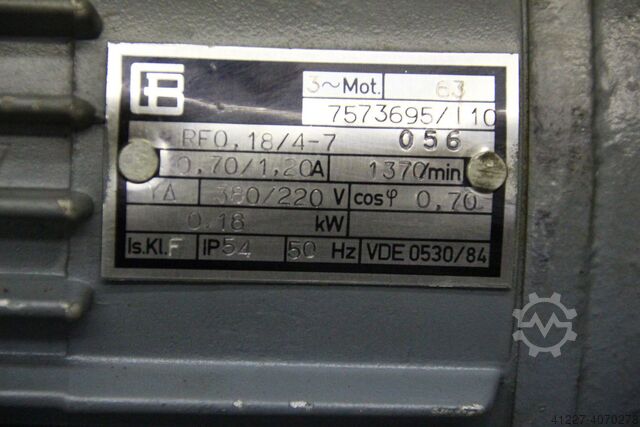 3~Mot. 63
7573695/110
RF0,18/4-7 056
0,70/1,20A 1370/min
YΔ 380/220 V cosφ 0,70
0.18 kW
Is.Kl.F IP54 50 Hz VDE 0530/84
41227-4070273